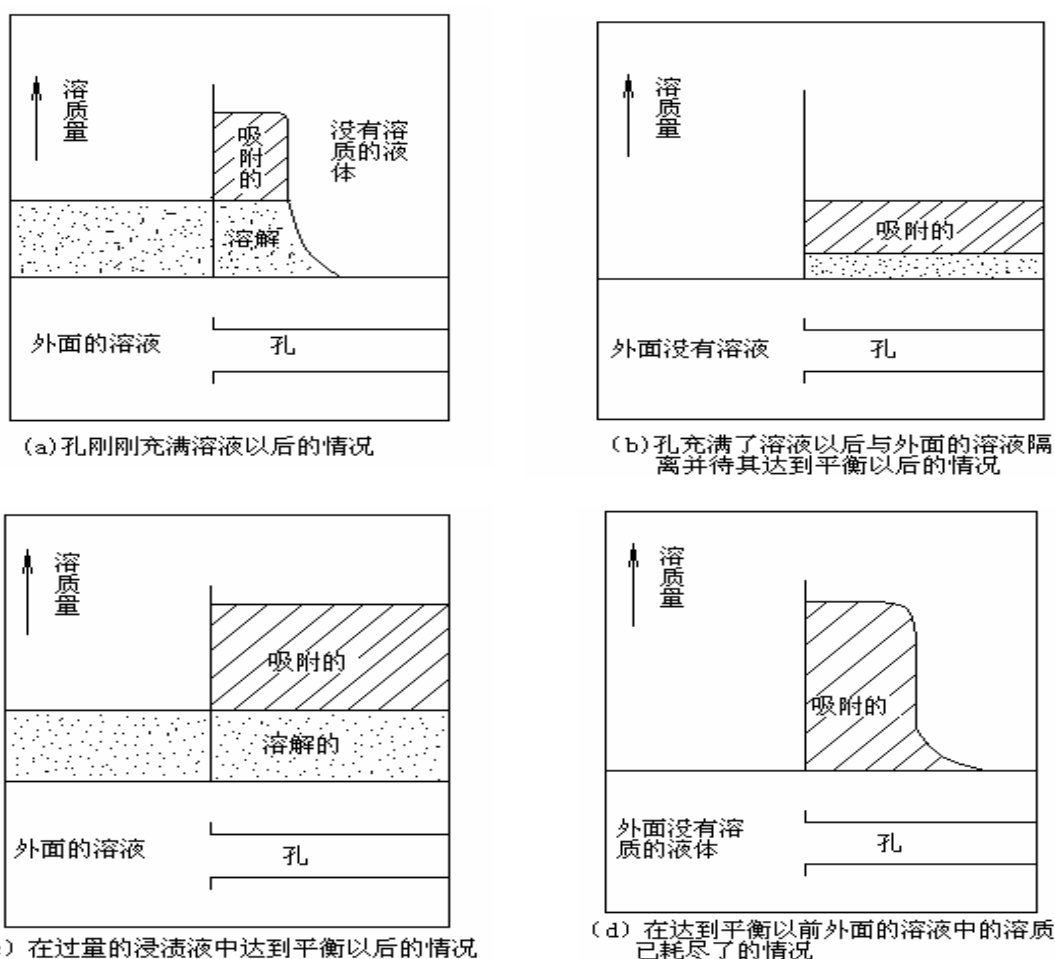 溶质量
吸附的
没有溶
质的液
体
溶解
外面的溶液
孔
(a)孔刚刚充满溶液以后的情况
溶质量
吸附的
外面没有溶液
孔
(b)孔充满了溶液以后与外面的溶液隔
离并待其达到平衡以后的情况
溶质量
吸附的
溶解的
外面的溶液
孔
) 在过量的浸渍液中达到平衡以后的情况
溶质量
吸附的
外面没有溶
质的液体
孔
(d) 在达到平衡以前外面的溶液中的溶质
已耗尽了的情况